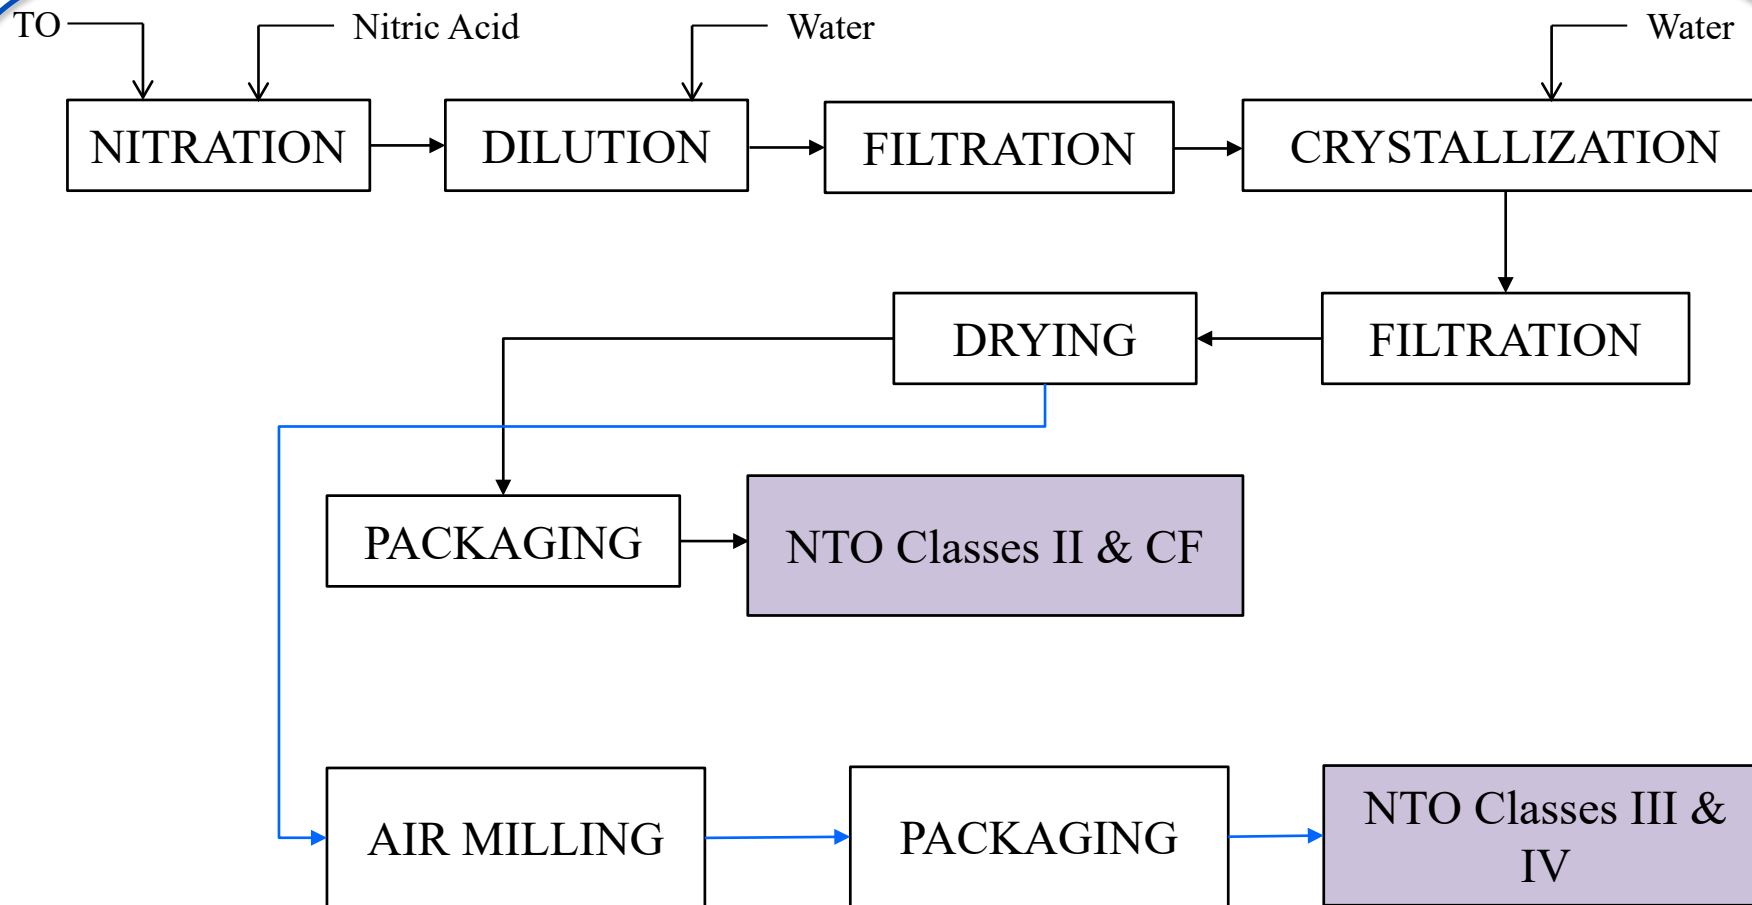 TO
Nitric Acid
Water
Water
NITRATION
DILUTION
FILTRATION
CRYSTALLIZATION
DRYING
FILTRATION
PACKAGING
NTO Classes II & CF
AIR MILLING
PACKAGING
NTO Classes III &
IV